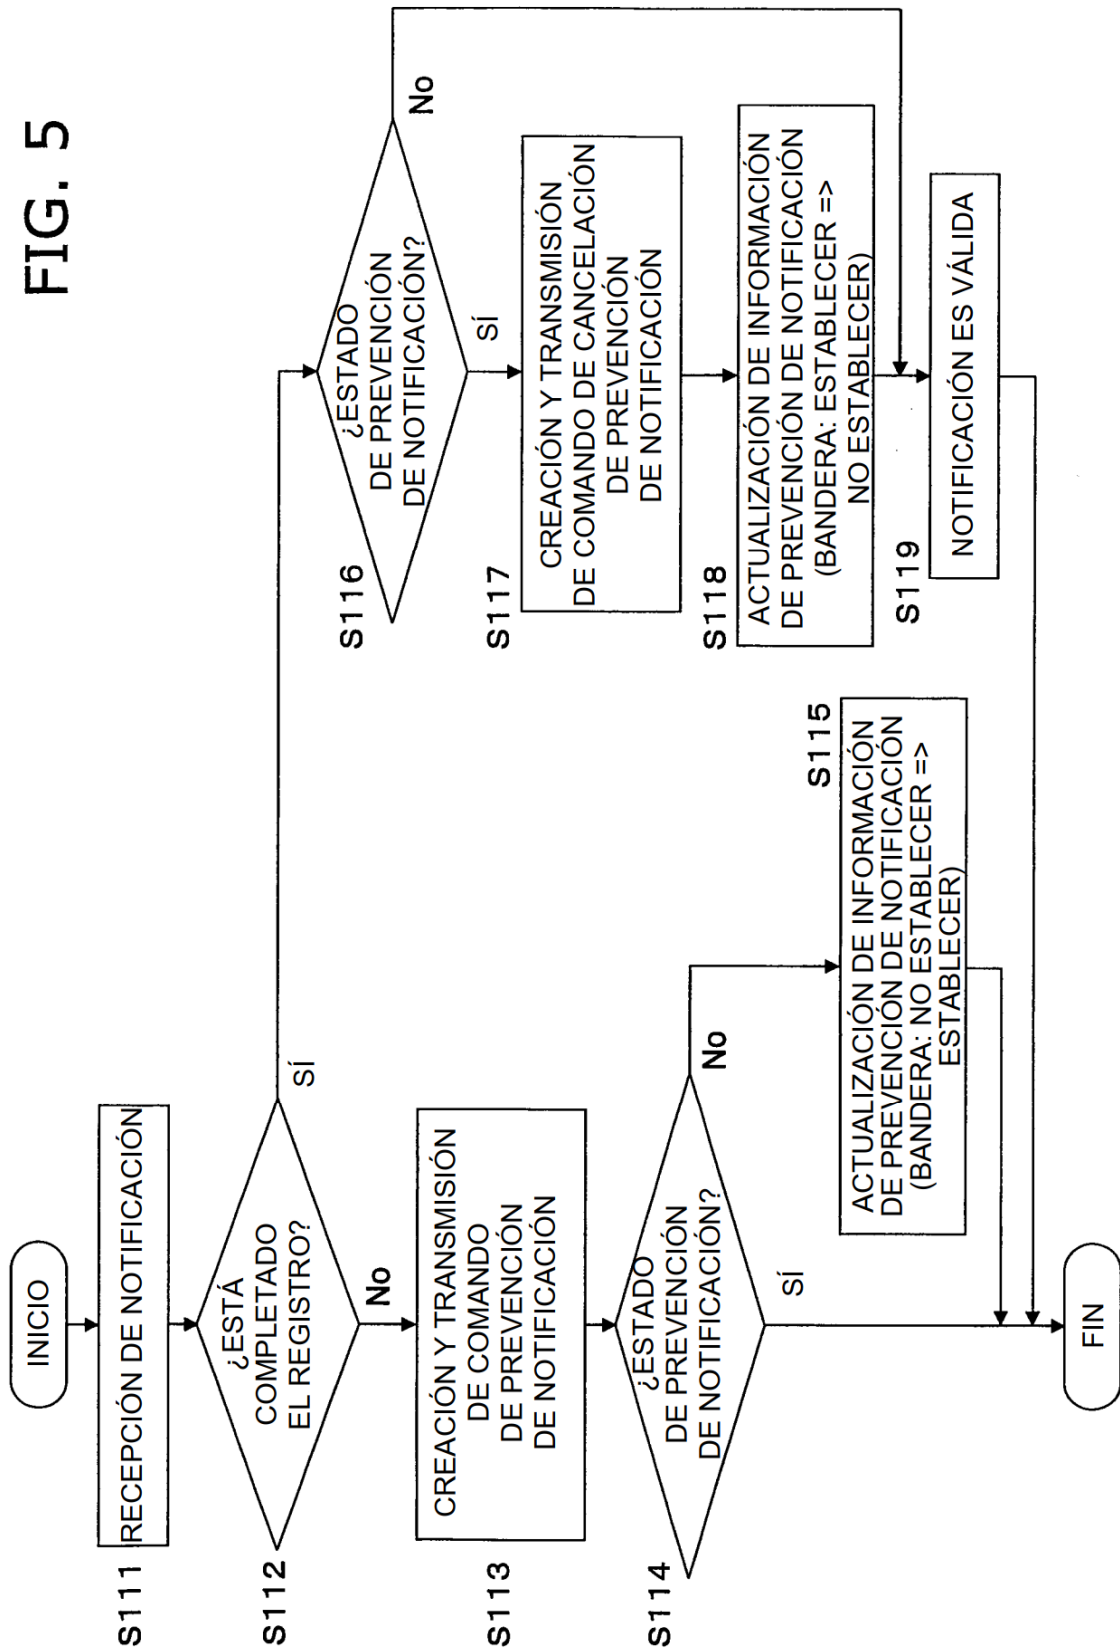 FIG. 5
INICIO
S111
RECEPCIÓN DE NOTIFICACIÓN
S112
¿ESTÁ
COMPLETADO
EL REGISTRO?
SÍ
No
S113
CREACIÓN Y TRANSMISIÓN
DE COMANDO
DE PREVENCIÓN
DE NOTIFICACIÓN
S114
¿ESTADO
DE PREVENCIÓN
DE NOTIFICACIÓN?
No
SÍ
S115
ACTUALIZACIÓN DE INFORMACIÓN
DE PREVENCIÓN DE NOTIFICACIÓN
(BANDERA: NO ESTABLECER =>
ESTABLECER)
S116
¿ESTADO
DE PREVENCIÓN
DE NOTIFICACIÓN?
No
SÍ
S117
CREACIÓN Y TRANSMISIÓN
DE COMANDO DE CANCELACIÓN
DE PREVENCIÓN
DE NOTIFICACIÓN
S118
ACTUALIZACIÓN DE INFORMACIÓN
DE PREVENCIÓN DE NOTIFICACIÓN
(BANDERA: ESTABLECER =>
NO ESTABLECER)
S119
NOTIFICACIÓN ES VÁLIDA
FIN